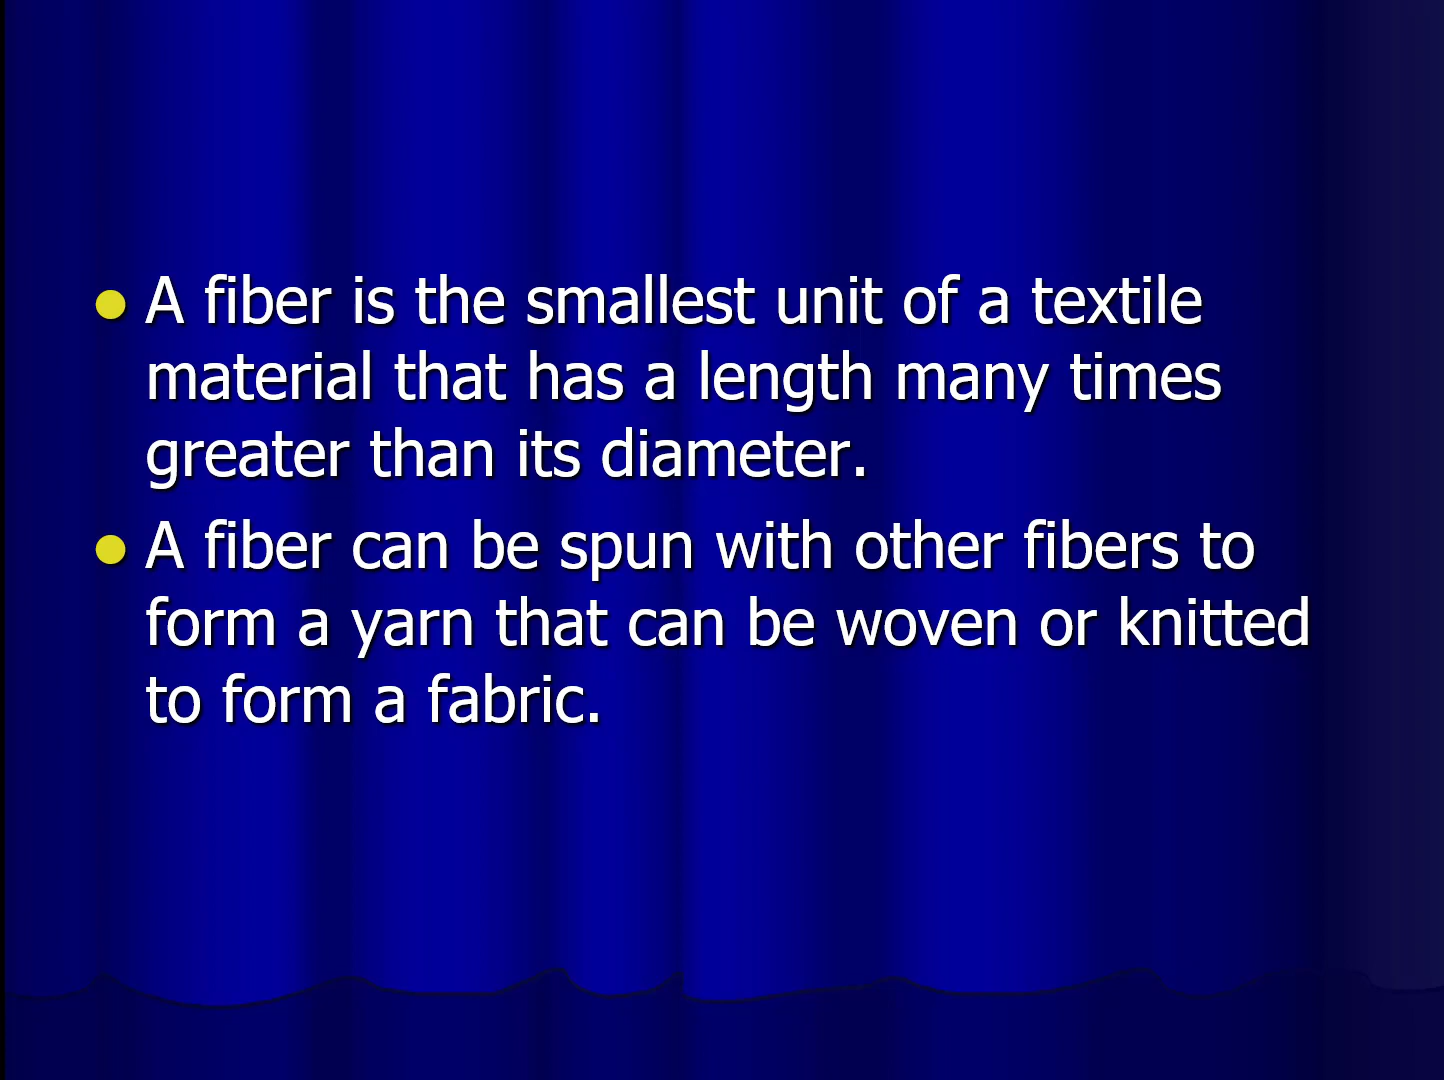 ● A fiber is the smallest unit of a textile
material that has a length many times
greater than its diameter.
● A fiber can be spun with other fibers to
form a yarn that can be woven or knitted
to form a fabric.